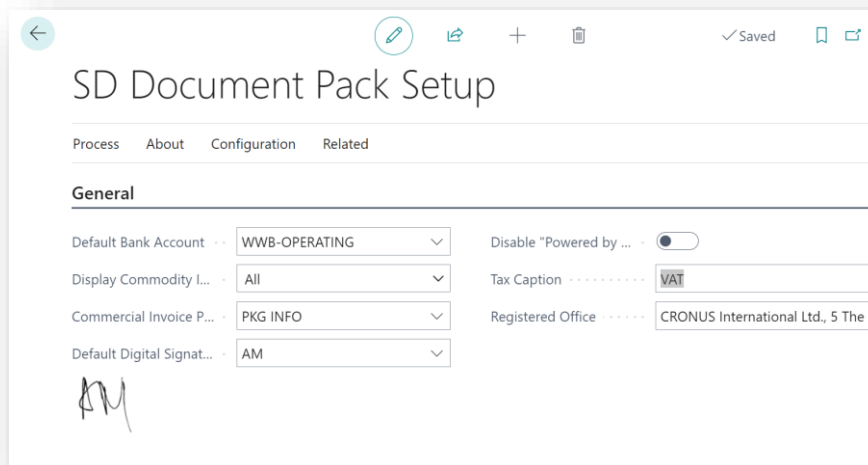 Saved
SD Document Pack Setup
Process About Configuration Related
General
Default Bank Account WWB-OPERATING
Disable "Powered by ...
Display Commodity I... All
Tax Caption VAT
Commercial Invoice P... PKG INFO
Registered Office CRONUS International Ltd., 5 The
Default Digital Signat... AM
AM